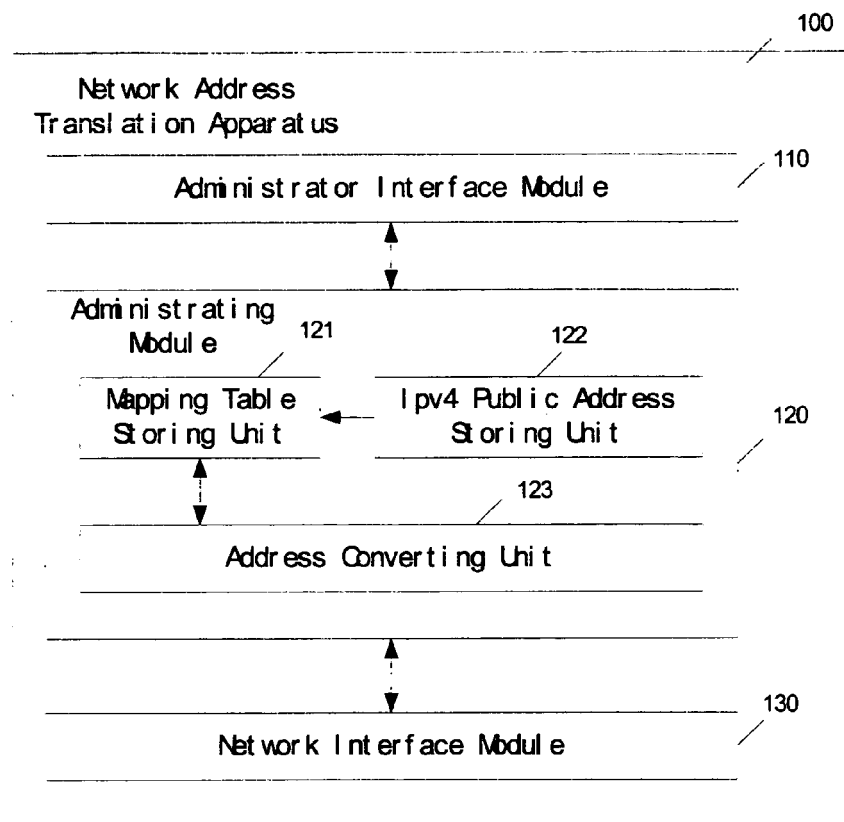 100
Network Address
Translation Apparatus
110
Administrator Interface Module
Administrating
Module
121
122
Mapping Table
Storing Unit
Ipv4 Public Address
Storing Unit
120
123
Address Converting Unit
130
Network Interface Module